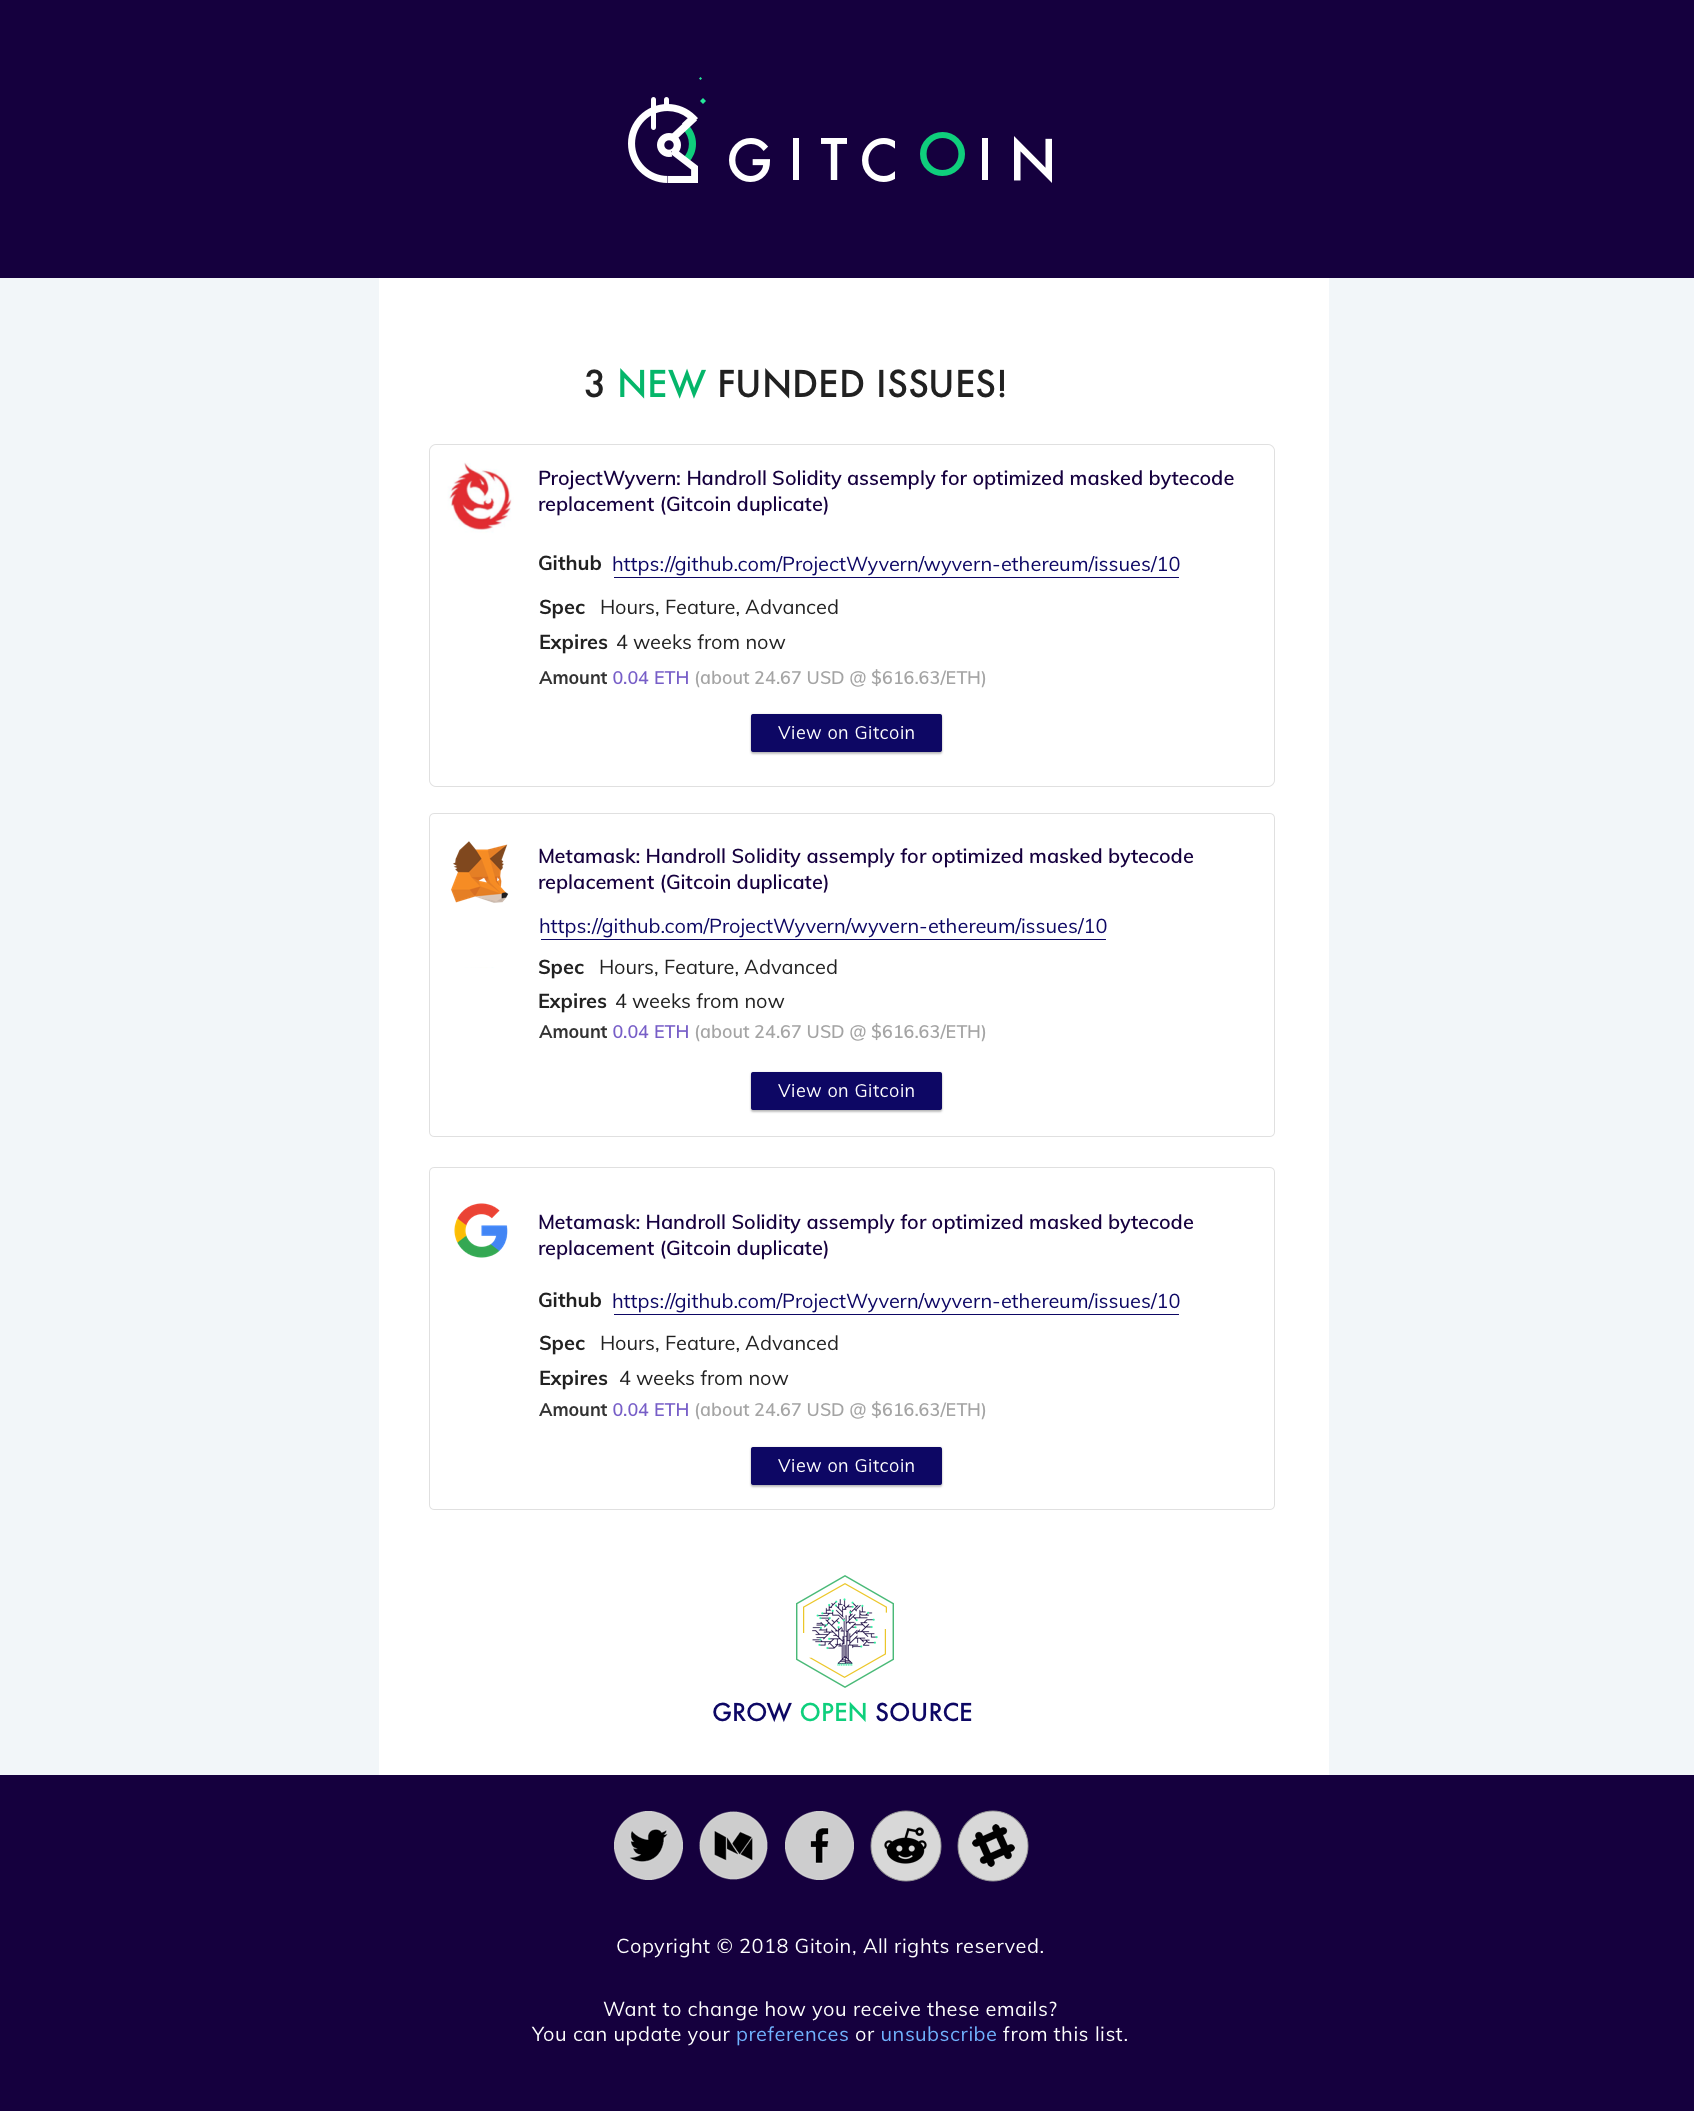 GITCOIN
3 NEW FUNDED ISSUES!
ProjectWyvern: Handroll Solidity assemply for optimized masked bytecode
replacement (Gitcoin duplicate)
Github https://github.com/ProjectWyvern/wyvern-ethereum/issues/10
Spec Hours, Feature, Advanced
Expires 4 weeks from now
Amount 0.04 ETH (about 24.67 USD @ $616.63/ETH)
View on Gitcoin
Metamask: Handroll Solidity assemply for optimized masked bytecode
replacement (Gitcoin duplicate)
https://github.com/ProjectWyvern/wyvern-ethereum/issues/10
Spec Hours, Feature, Advanced
Expires 4 weeks from now
Amount 0.04 ETH (about 24.67 USD @ $616.63/ETH)
View on Gitcoin
Metamask: Handroll Solidity assemply for optimized masked bytecode
replacement (Gitcoin duplicate)
Github https://github.com/ProjectWyvern/wyvern-ethereum/issues/10
Spec Hours, Feature, Advanced
Expires 4 weeks from now
Amount 0.04 ETH (about 24.67 USD @ $616.63/ETH)
View on Gitcoin
GROW OPEN SOURCE
Copyright © 2018 Gitoin, All rights reserved.
Want to change how you receive these emails?
You can update your preferences or unsubscribe from this list.